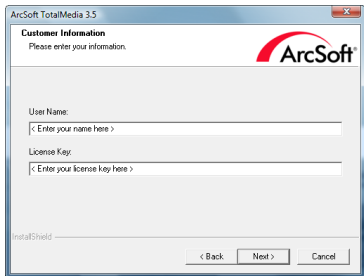 ArcSoft TotalMedia 3.5
Customer Information
Please enter your information.
ArcSoft®
User Name:
< Enter your name here >
License Key:
< Enter your license key here >
InstallShield
< Back
Next >
Cancel